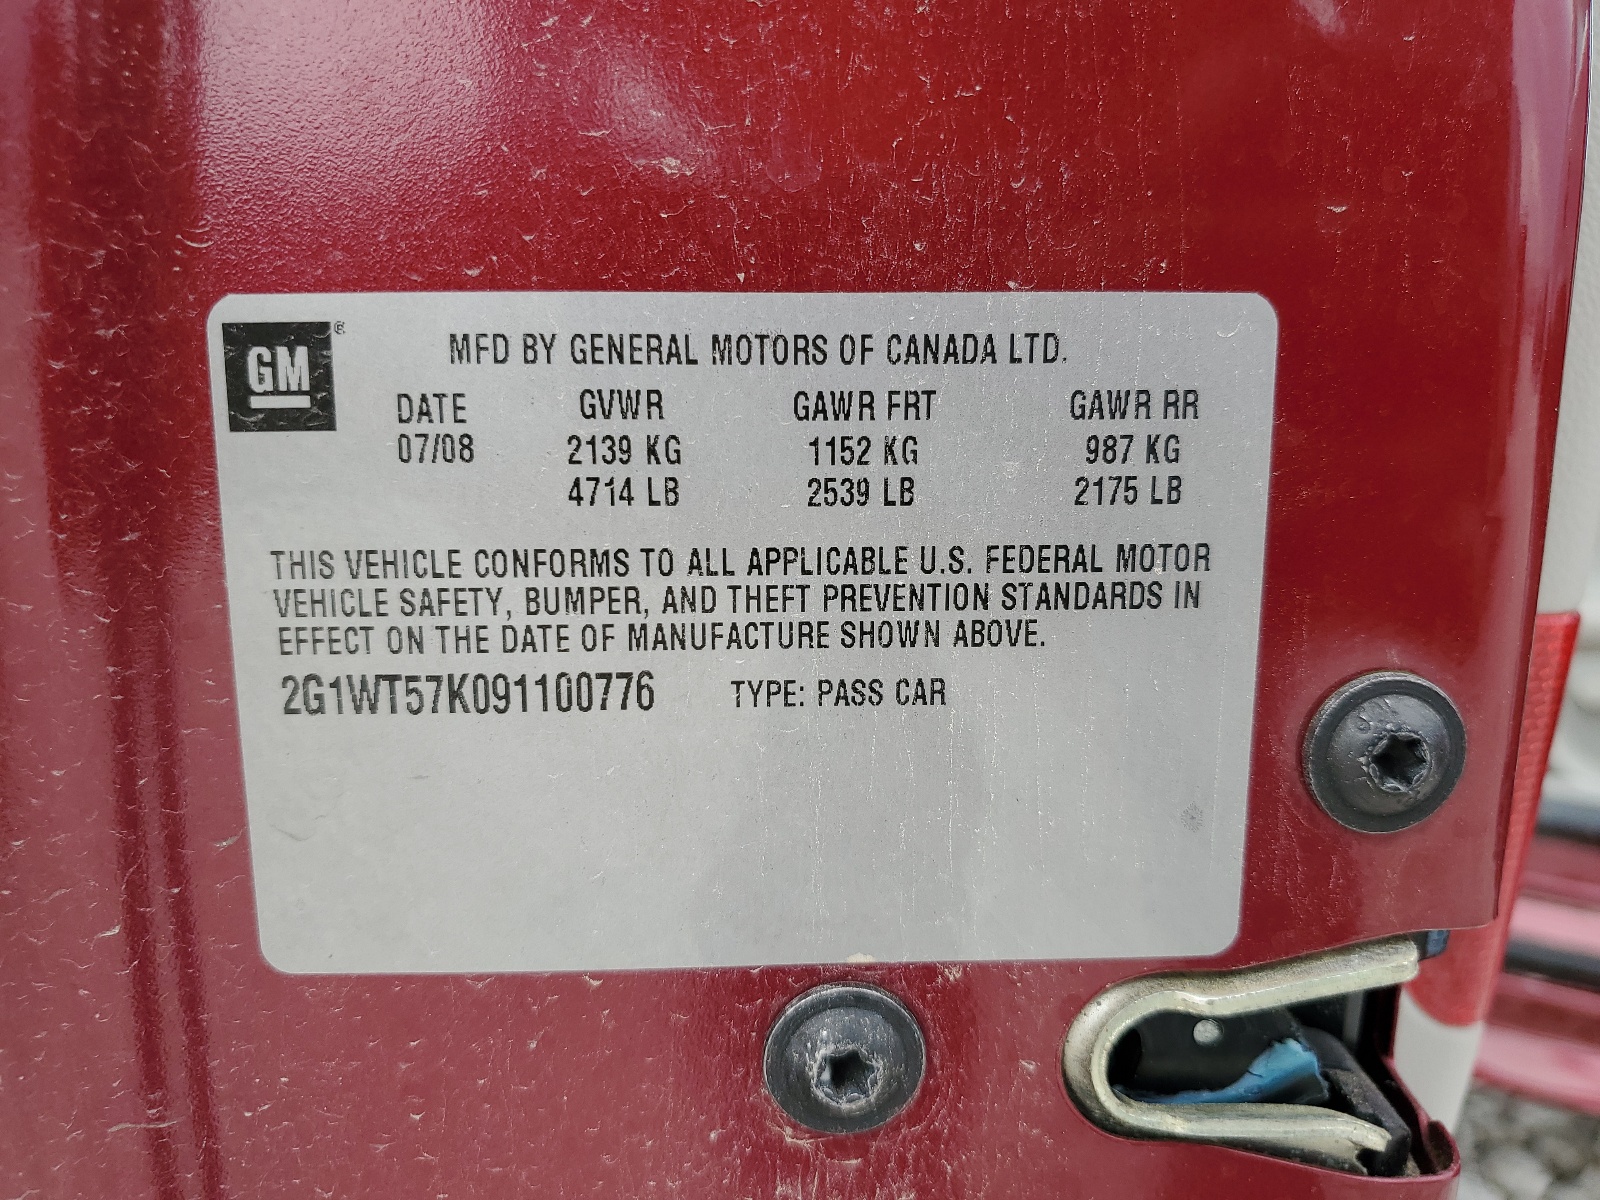 GM ®
MFD BY GENERAL MOTORS OF CANADA LTD.
DATE GVWR GAWR FRT GAWR RR
07/08 2139 KG 1152 KG 987 KG
4714 LB 2539 LB 2175 LB
THIS VEHICLE CONFORMS TO ALL APPLICABLE U.S. FEDERAL MOTOR
VEHICLE SAFETY, BUMPER, AND THEFT PREVENTION STANDARDS IN
EFFECT ON THE DATE OF MANUFACTURE SHOWN ABOVE.
2G1WT57K091100776 TYPE: PASS CAR